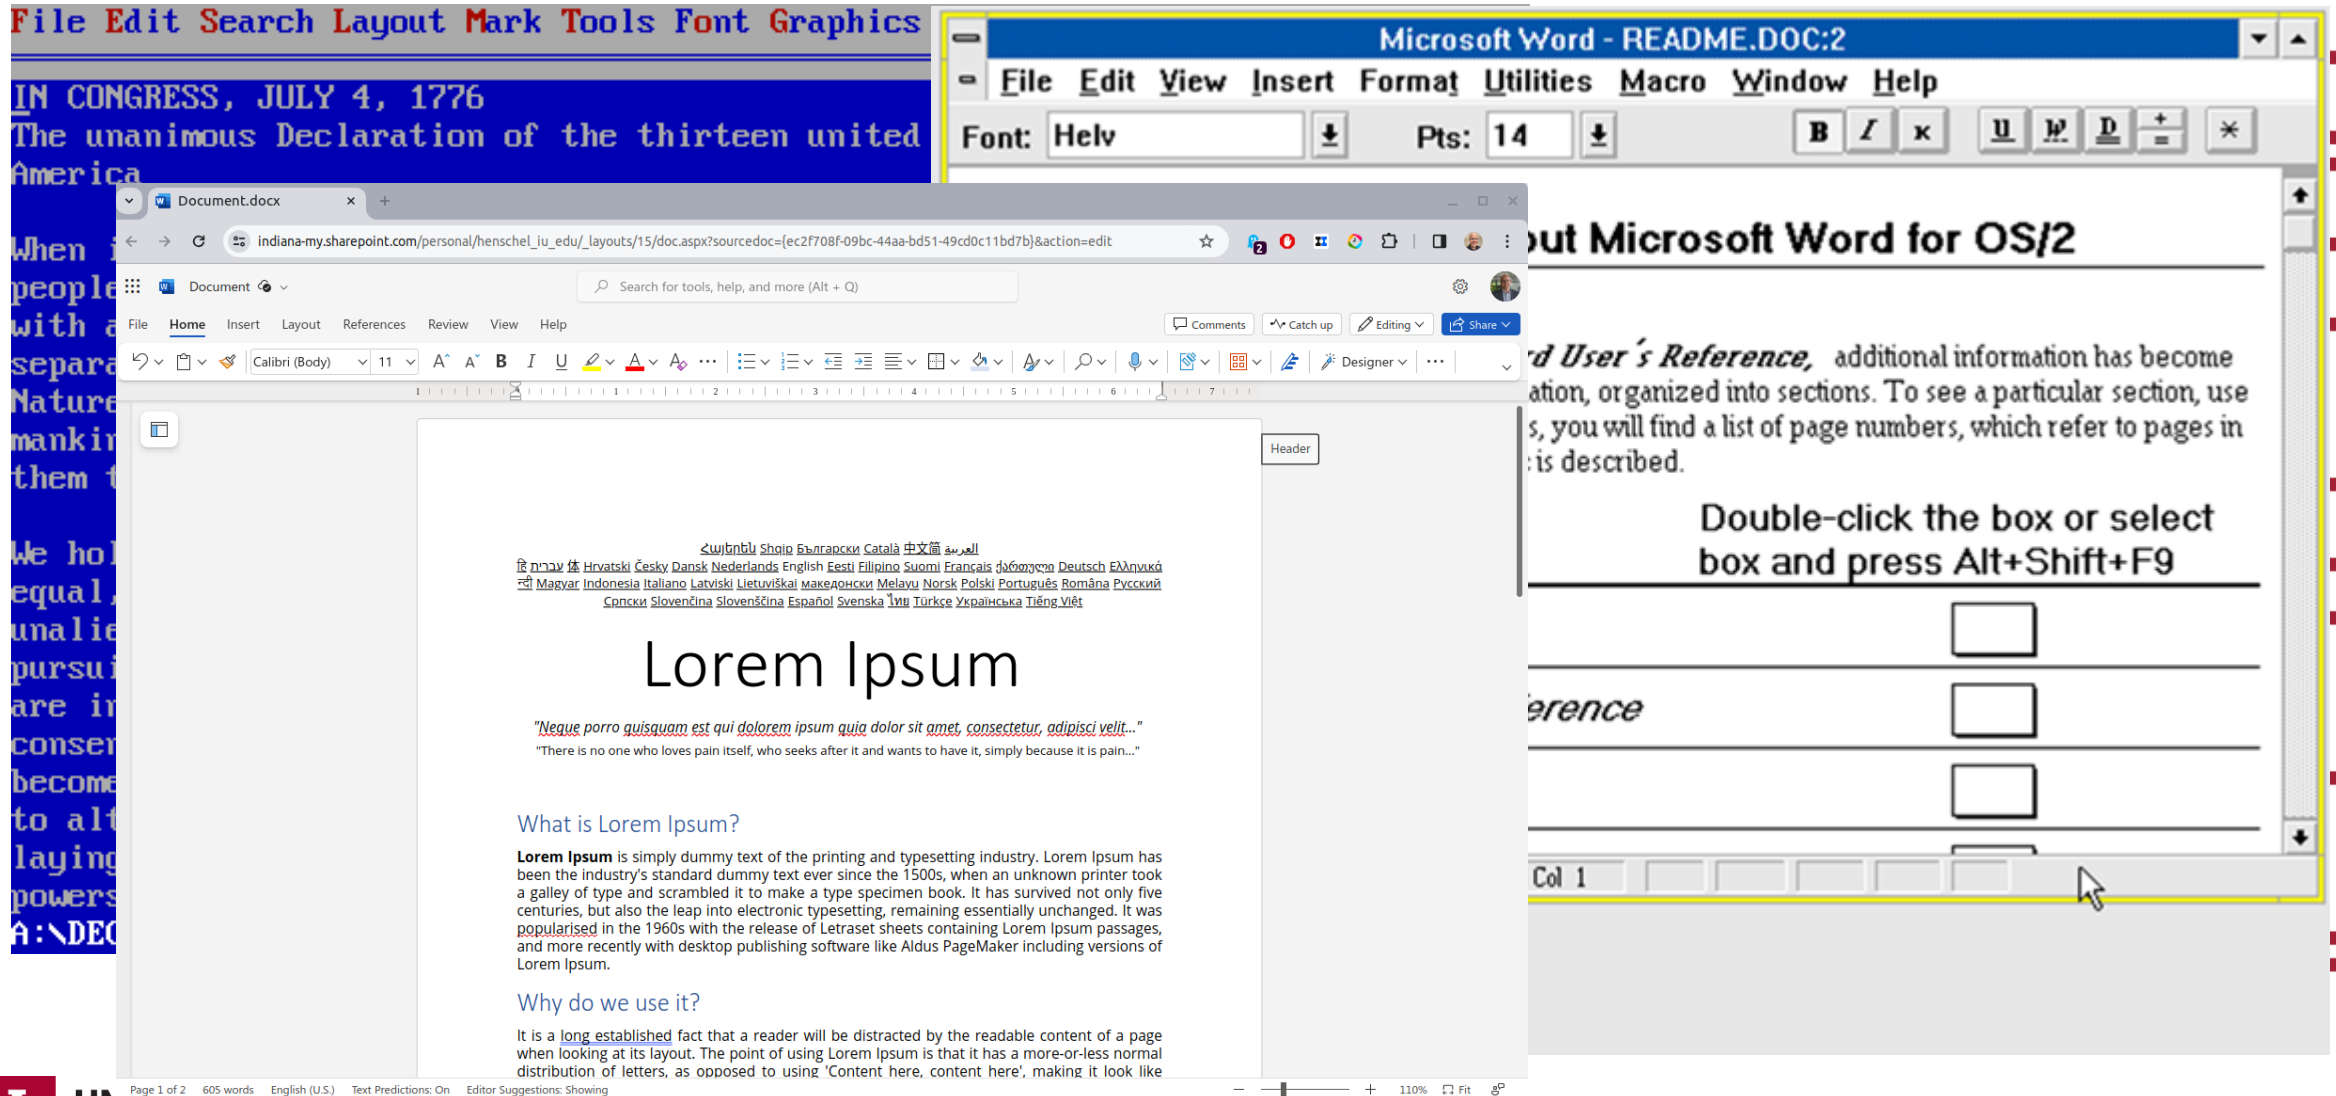 File Edit Search Layout Mark Tools Font Graphics
IN CONGRESS, JULY 4, 1776
The unanimous Declaration of the thirteen united
America
When
people
with a
separa
Nature
mankin
them t
We hol
equal,
unalie
pursui
are in
conser
become
to alt
laying
powers
A:\DEC
Microsoft Word - README.DOC:2
File Edit View Insert Format Utilities Macro Window Help
Font: Helv Pts: 14 B I K U W D + = *
out Microsoft Word for OS/2
rd User's Reference, additional information has become
ation, organized into sections. To see a particular section, use
s, you will find a list of page numbers, which refer to pages in
is described.
Double-click the box or select
box and press Alt+Shift+F9
erence
Col 1
Document.docx
indiana-my.sharepoint.com/personal/henschel_iu_edu/_layouts/15/doc.aspx?sourcedoc={ec2f708f-09bc-44aa-bd51-49cd0c11bd7b}&action=edit
2
Document
Search for tools, help, and more (Alt + Q)
File Home Insert Layout References Review View Help
Comments Catch up Editing Share
Calibri (Body) 11 A A B I U A A Designer
1 1 2 3 4 5 6 7
Header
Հայերեն Shqip Български Català 中文简 العربية
हि עברית 体 Hrvatski Česky Dansk Nederlands English Eesti Filipino Suomi Français ქართული Deutsch Ελληνικά
न्दी Magyar Indonesia Italiano Latviski Lietuviškai македонски Melayu Norsk Polski Português Româna Русский
Српски Slovenčina Slovenščina Español Svenska ไทย Türkçe Українська Tiếng Việt
Lorem Ipsum
"Neque porro quisquam est qui dolorem ipsum quia dolor sit amet, consectetur, adipisci velit..."
"There is no one who loves pain itself, who seeks after it and wants to have it, simply because it is pain..."
What is Lorem Ipsum?
Lorem Ipsum is simply dummy text of the printing and typesetting industry. Lorem Ipsum has
been the industry's standard dummy text ever since the 1500s, when an unknown printer took
a galley of type and scrambled it to make a type specimen book. It has survived not only five
centuries, but also the leap into electronic typesetting, remaining essentially unchanged. It was
popularised in the 1960s with the release of Letraset sheets containing Lorem Ipsum passages,
and more recently with desktop publishing software like Aldus PageMaker including versions of
Lorem Ipsum.
Why do we use it?
It is a long established fact that a reader will be distracted by the readable content of a page
when looking at its layout. The point of using Lorem Ipsum is that it has a more-or-less normal
distribution of letters, as opposed to using 'Content here, content here', making it look like
Page 1 of 2 605 words English (U.S.) Text Predictions: On Editor Suggestions: Showing
110% Fit